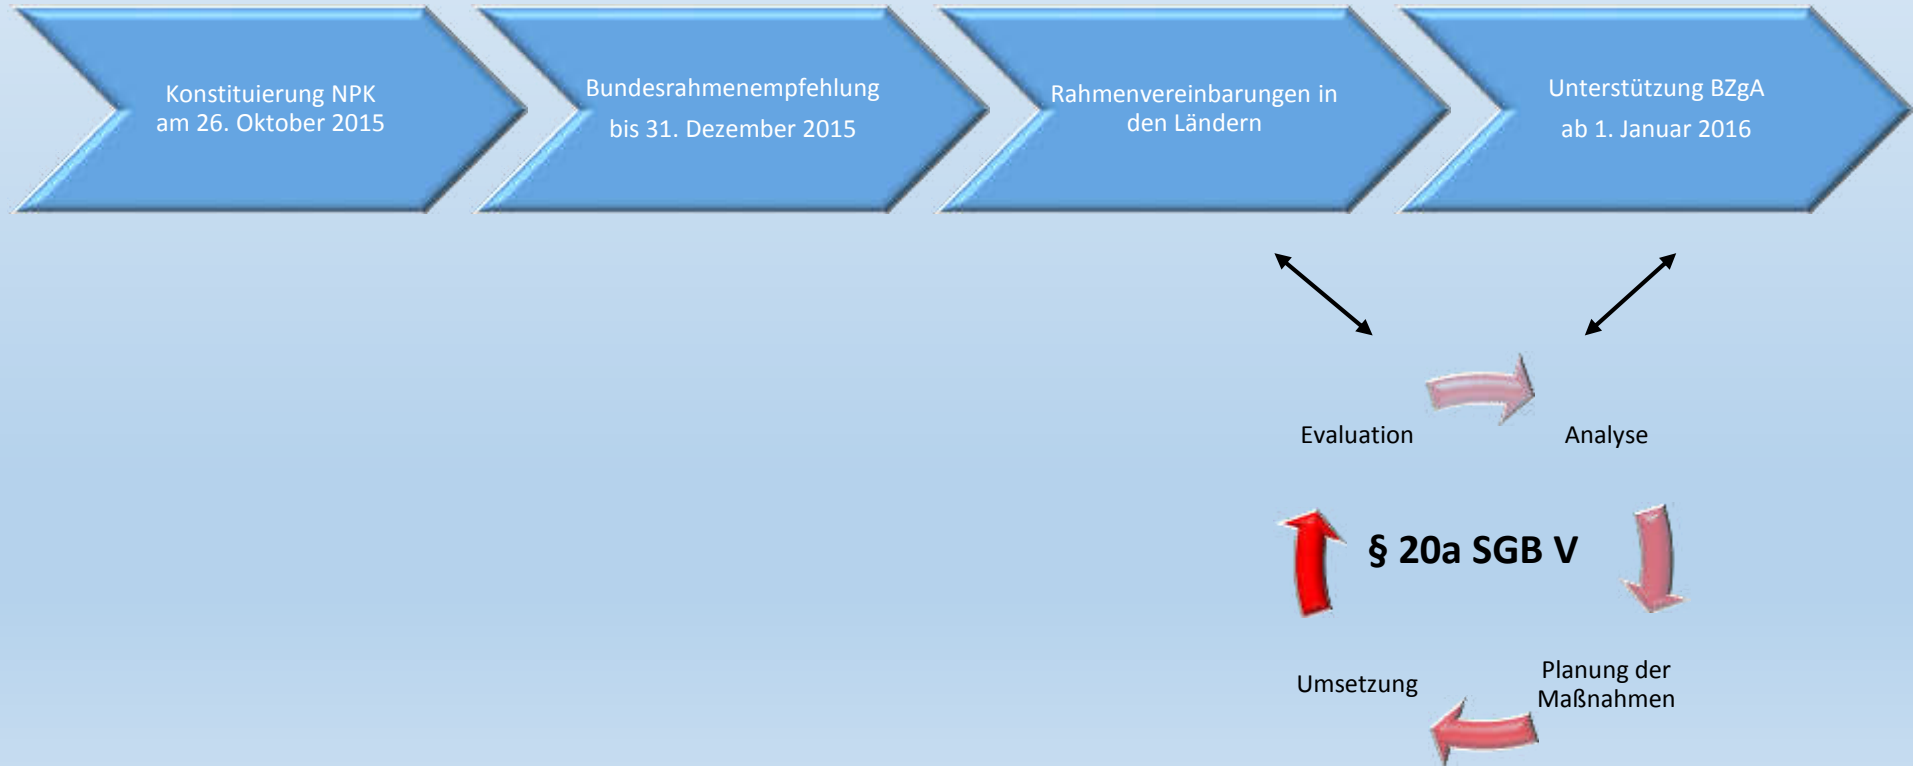 Konstituierung NPK
am 26. Oktober 2015
Bundesrahmenempfehlung
bis 31. Dezember 2015
Rahmenvereinbarungen in
den Ländern
Unterstützung BZgA
ab 1. Januar 2016
Evaluation
Analyse
§ 20a SGB V
Umsetzung
Planung der
Maßnahmen